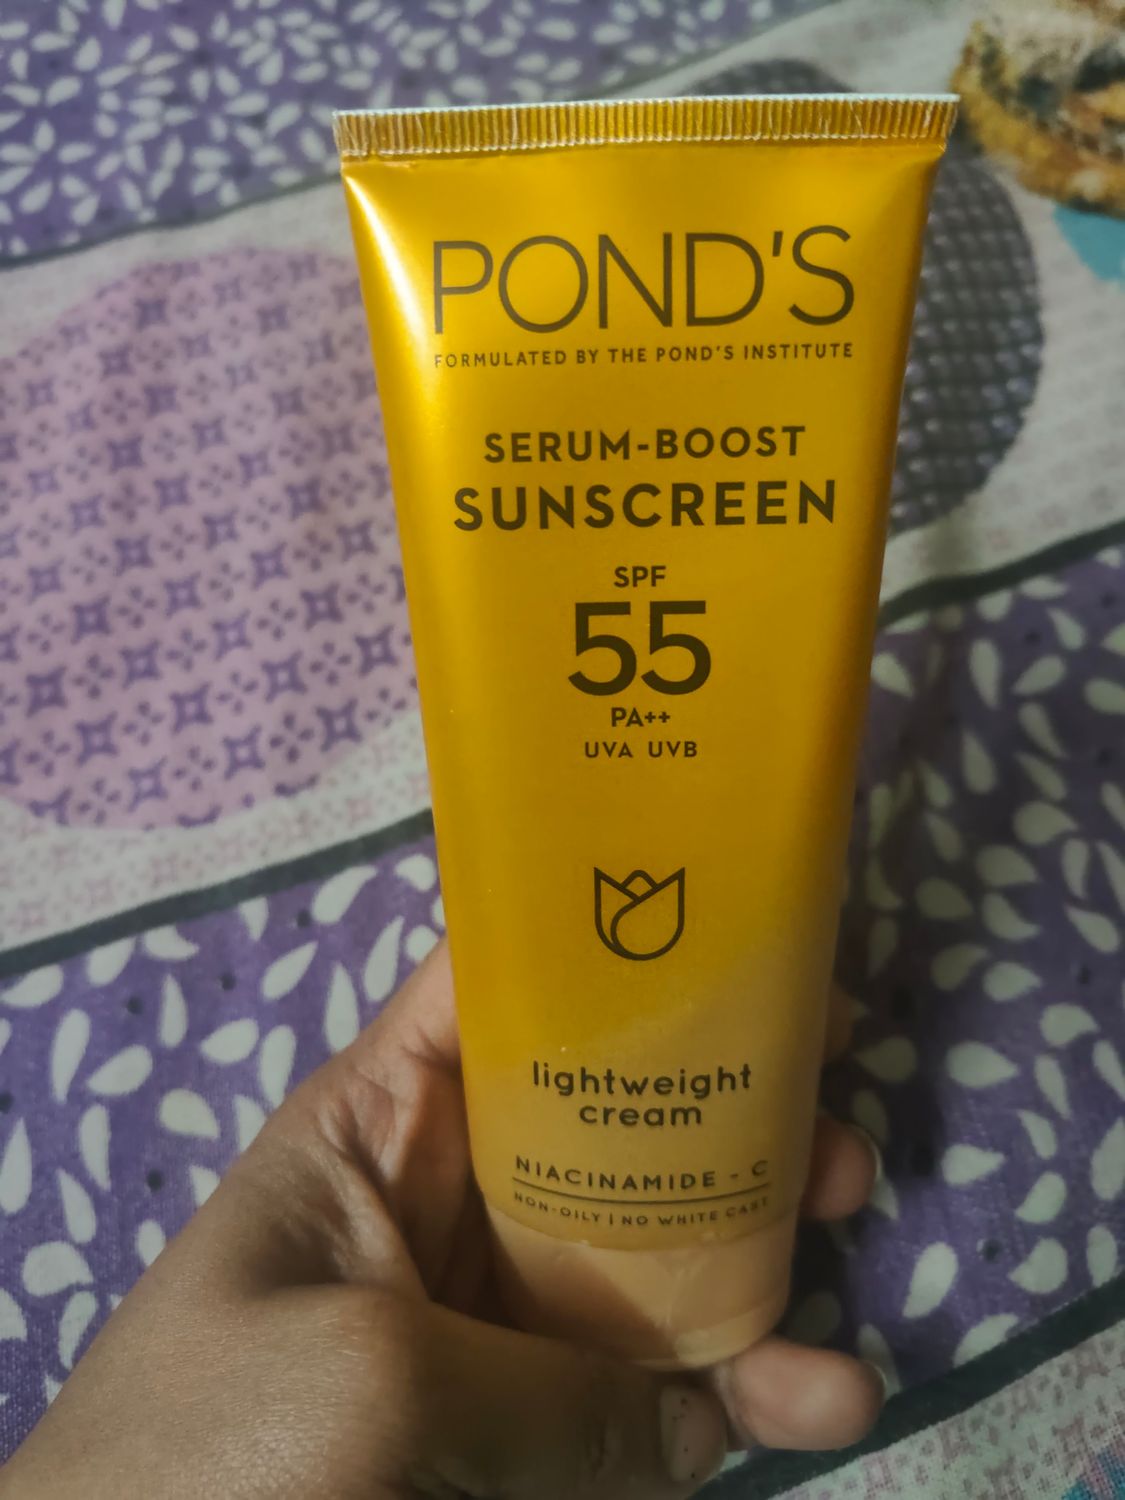 POND'S
FORMULATED BY THE POND'S INSTITUTE
SERUM-BOOST
SUNSCREEN
SPF
55
PA++
UVA UVB
lightweight
cream
NIACINAMIDE - C
NON-OILY | NO WHITE CAST